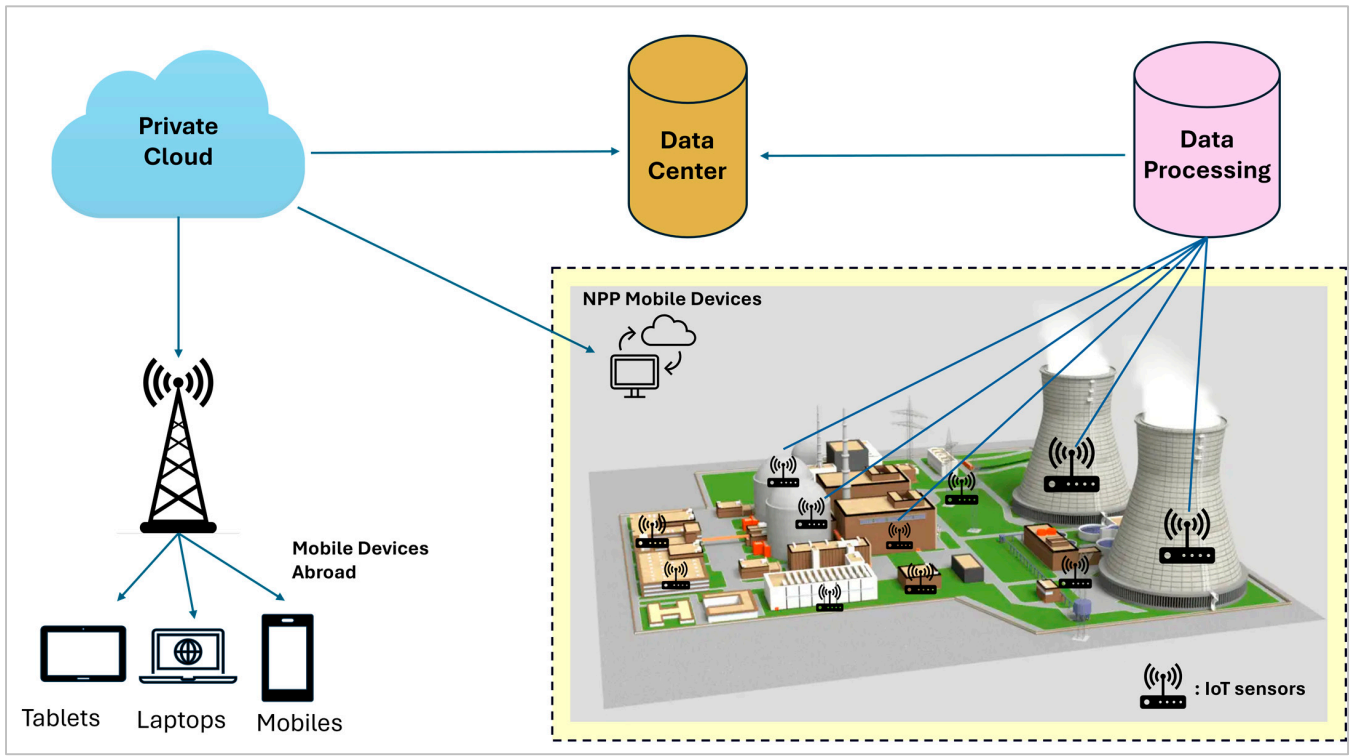 Private
Cloud
Data
Center
Data
Processing
NPP Mobile Devices
Mobile Devices
Abroad
Tablets
Laptops
Mobiles
: IoT sensors